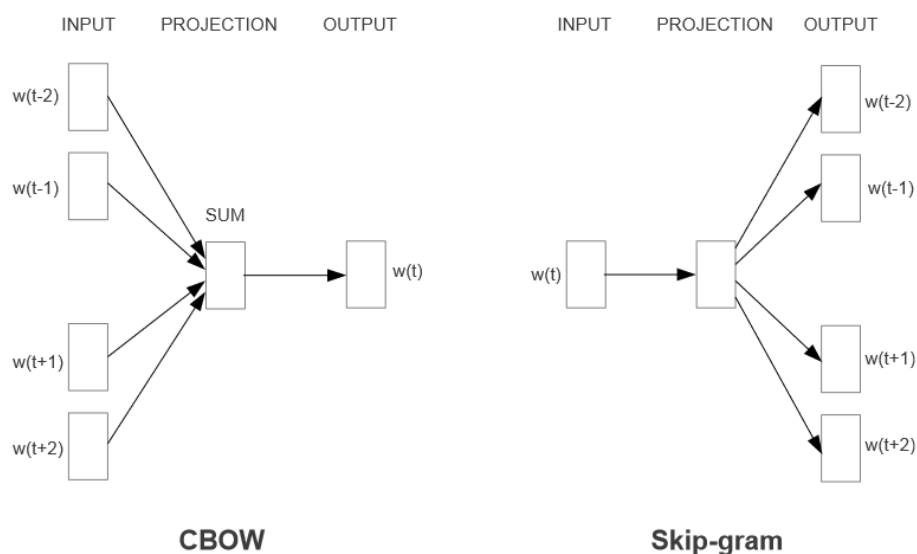 INPUT PROJECTION OUTPUT
w(t-2)
w(t-1)
SUM
w(t)
w(t+1)
w(t+2)
CBOW
INPUT PROJECTION OUTPUT
w(t-2)
w(t-1)
w(t)
w(t+1)
w(t+2)
Skip-gram